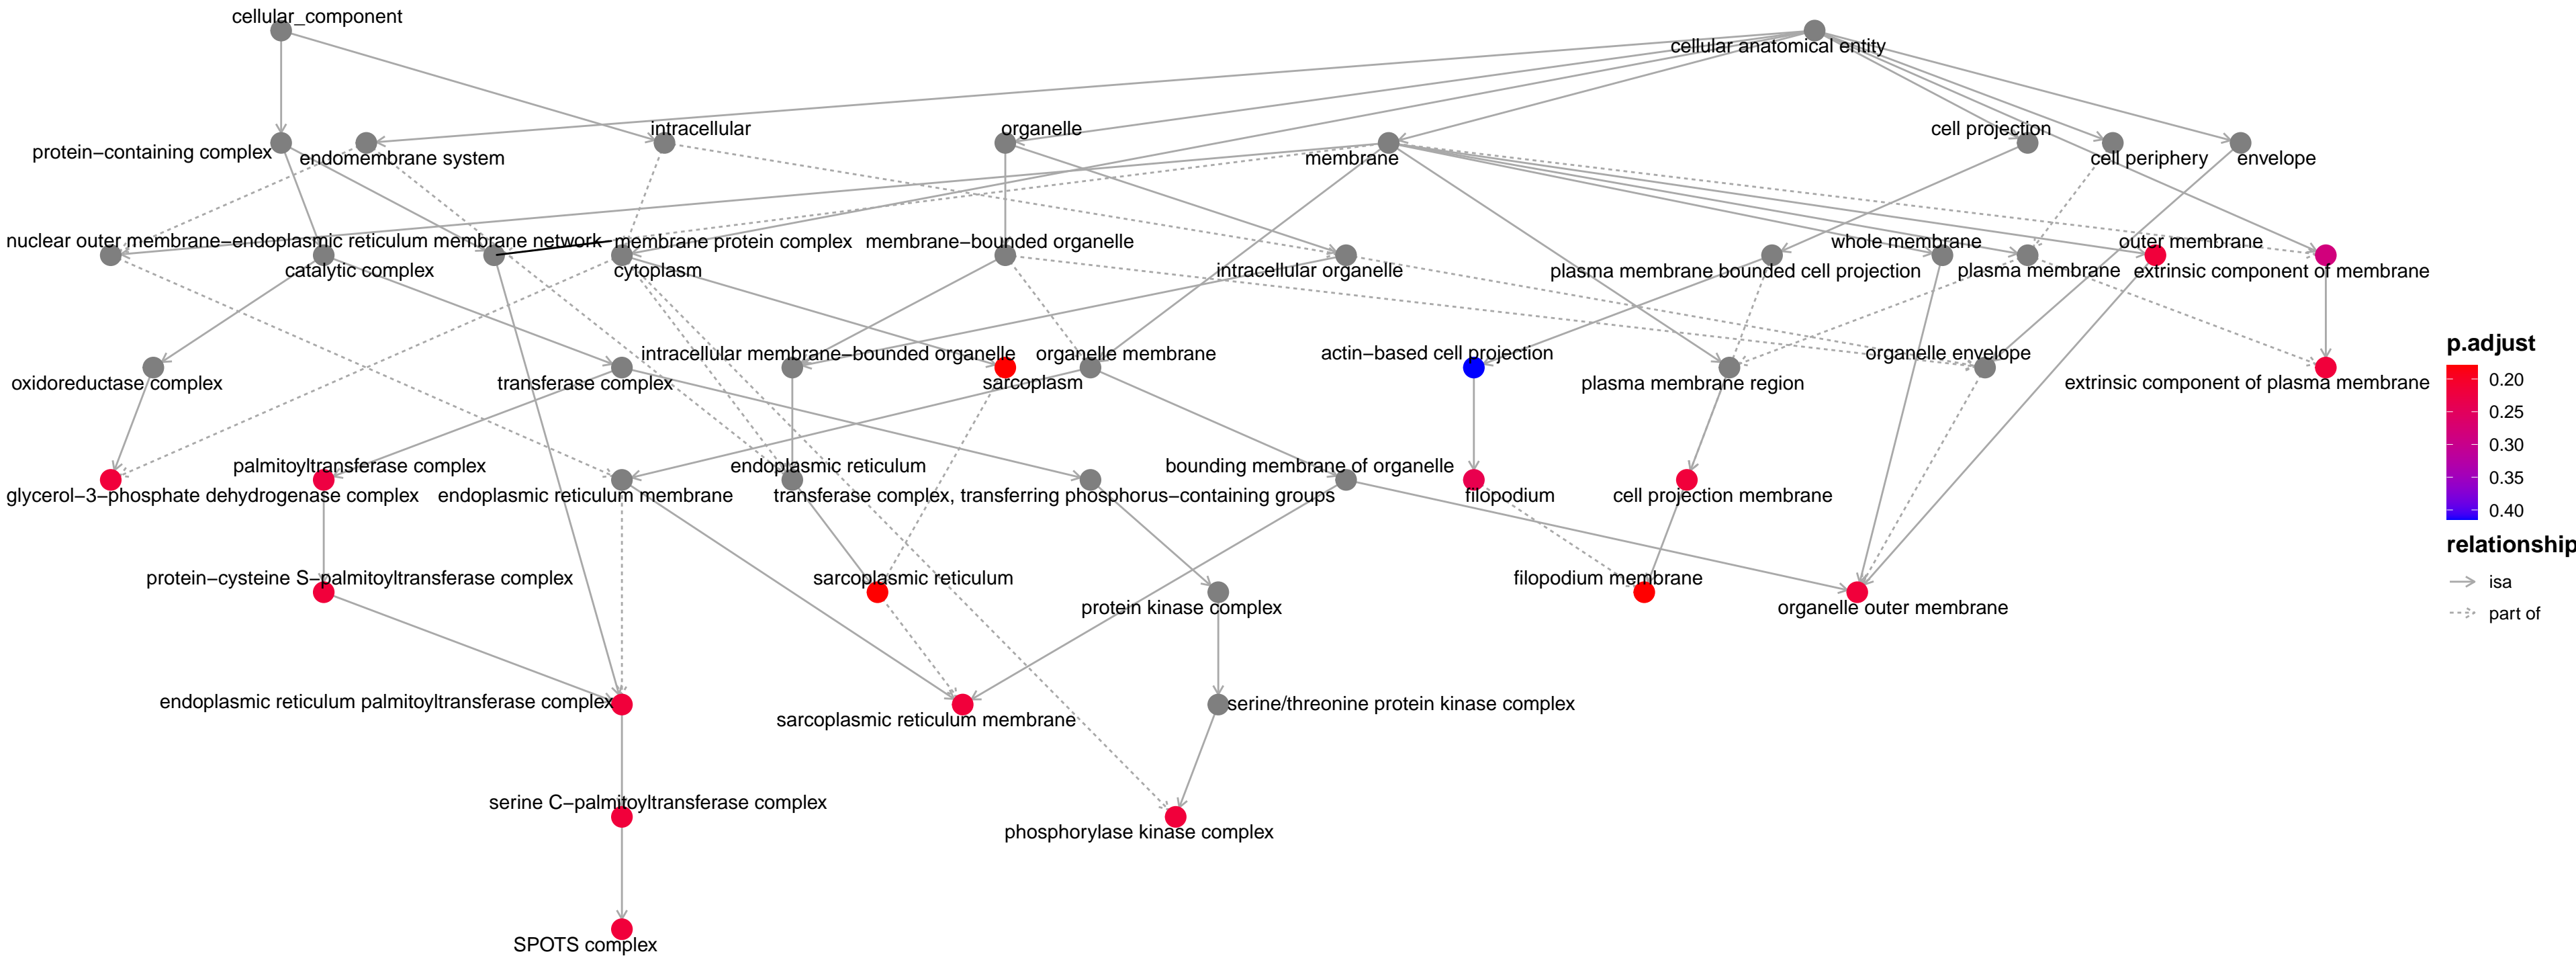 cellular_component
cellular anatomical entity
intracellular
organelle
cell projection
protein−containing complex
endomembrane system
membrane
cell periphery
envelope
nuclear outer membrane−endoplasmic reticulum membrane network
membrane protein complex
membrane−bounded organelle
whole membrane
outer membrane
catalytic complex
cytoplasm
intracellular organelle
plasma membrane bounded cell projection
plasma membrane
extrinsic component of membrane
p.adjust
0.20
0.25
0.30
0.35
0.40
relationship
isa
part of
intracellular membrane−bounded organelle
organelle membrane
actin−based cell projection
organelle envelope
oxidoreductase complex
transferase complex
sarcoplasm
plasma membrane region
extrinsic component of plasma membrane
palmitoyltransferase complex
endoplasmic reticulum
bounding membrane of organelle
glycerol−3−phosphate dehydrogenase complex
endoplasmic reticulum membrane
transferase complex, transferring phosphorus−containing groups
filopodium
cell projection membrane
protein−cysteine S−palmitoyltransferase complex
sarcoplasmic reticulum
filopodium membrane
protein kinase complex
organelle outer membrane
endoplasmic reticulum palmitoyltransferase complex
serine/threonine protein kinase complex
sarcoplasmic reticulum membrane
serine C−palmitoyltransferase complex
phosphorylase kinase complex
SPOTS complex